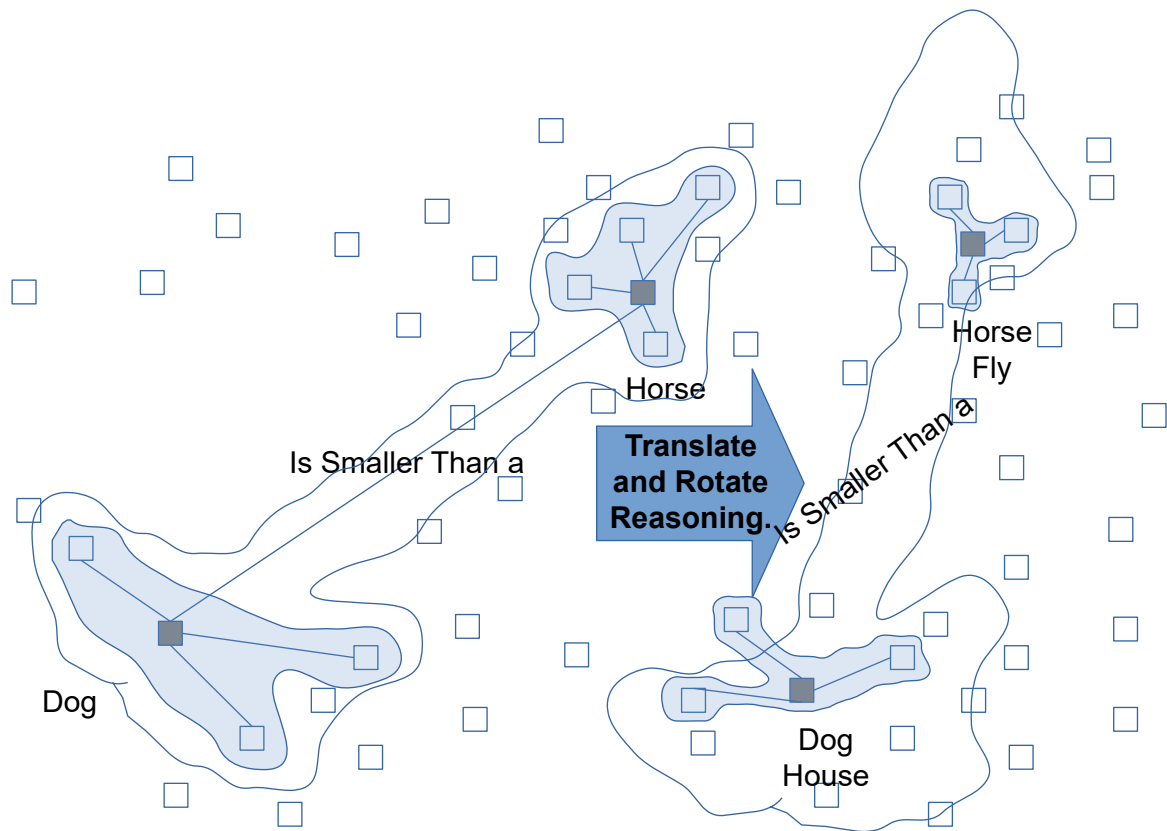 Horse
Is Smaller Than a
Dog
Translate
and Rotate
Reasoning.
Horse
Fly
Is Smaller Than a
Dog
House